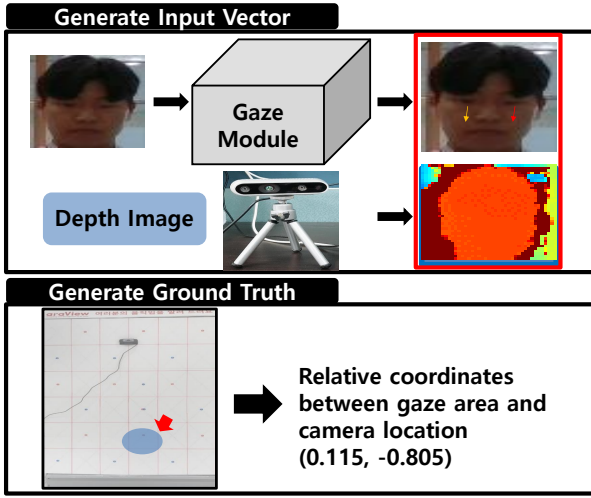 Generate Input Vector
Gaze
Module
Depth Image
Generate Ground Truth
Relative coordinates
between gaze area and
camera location
(0.115, -0.805)